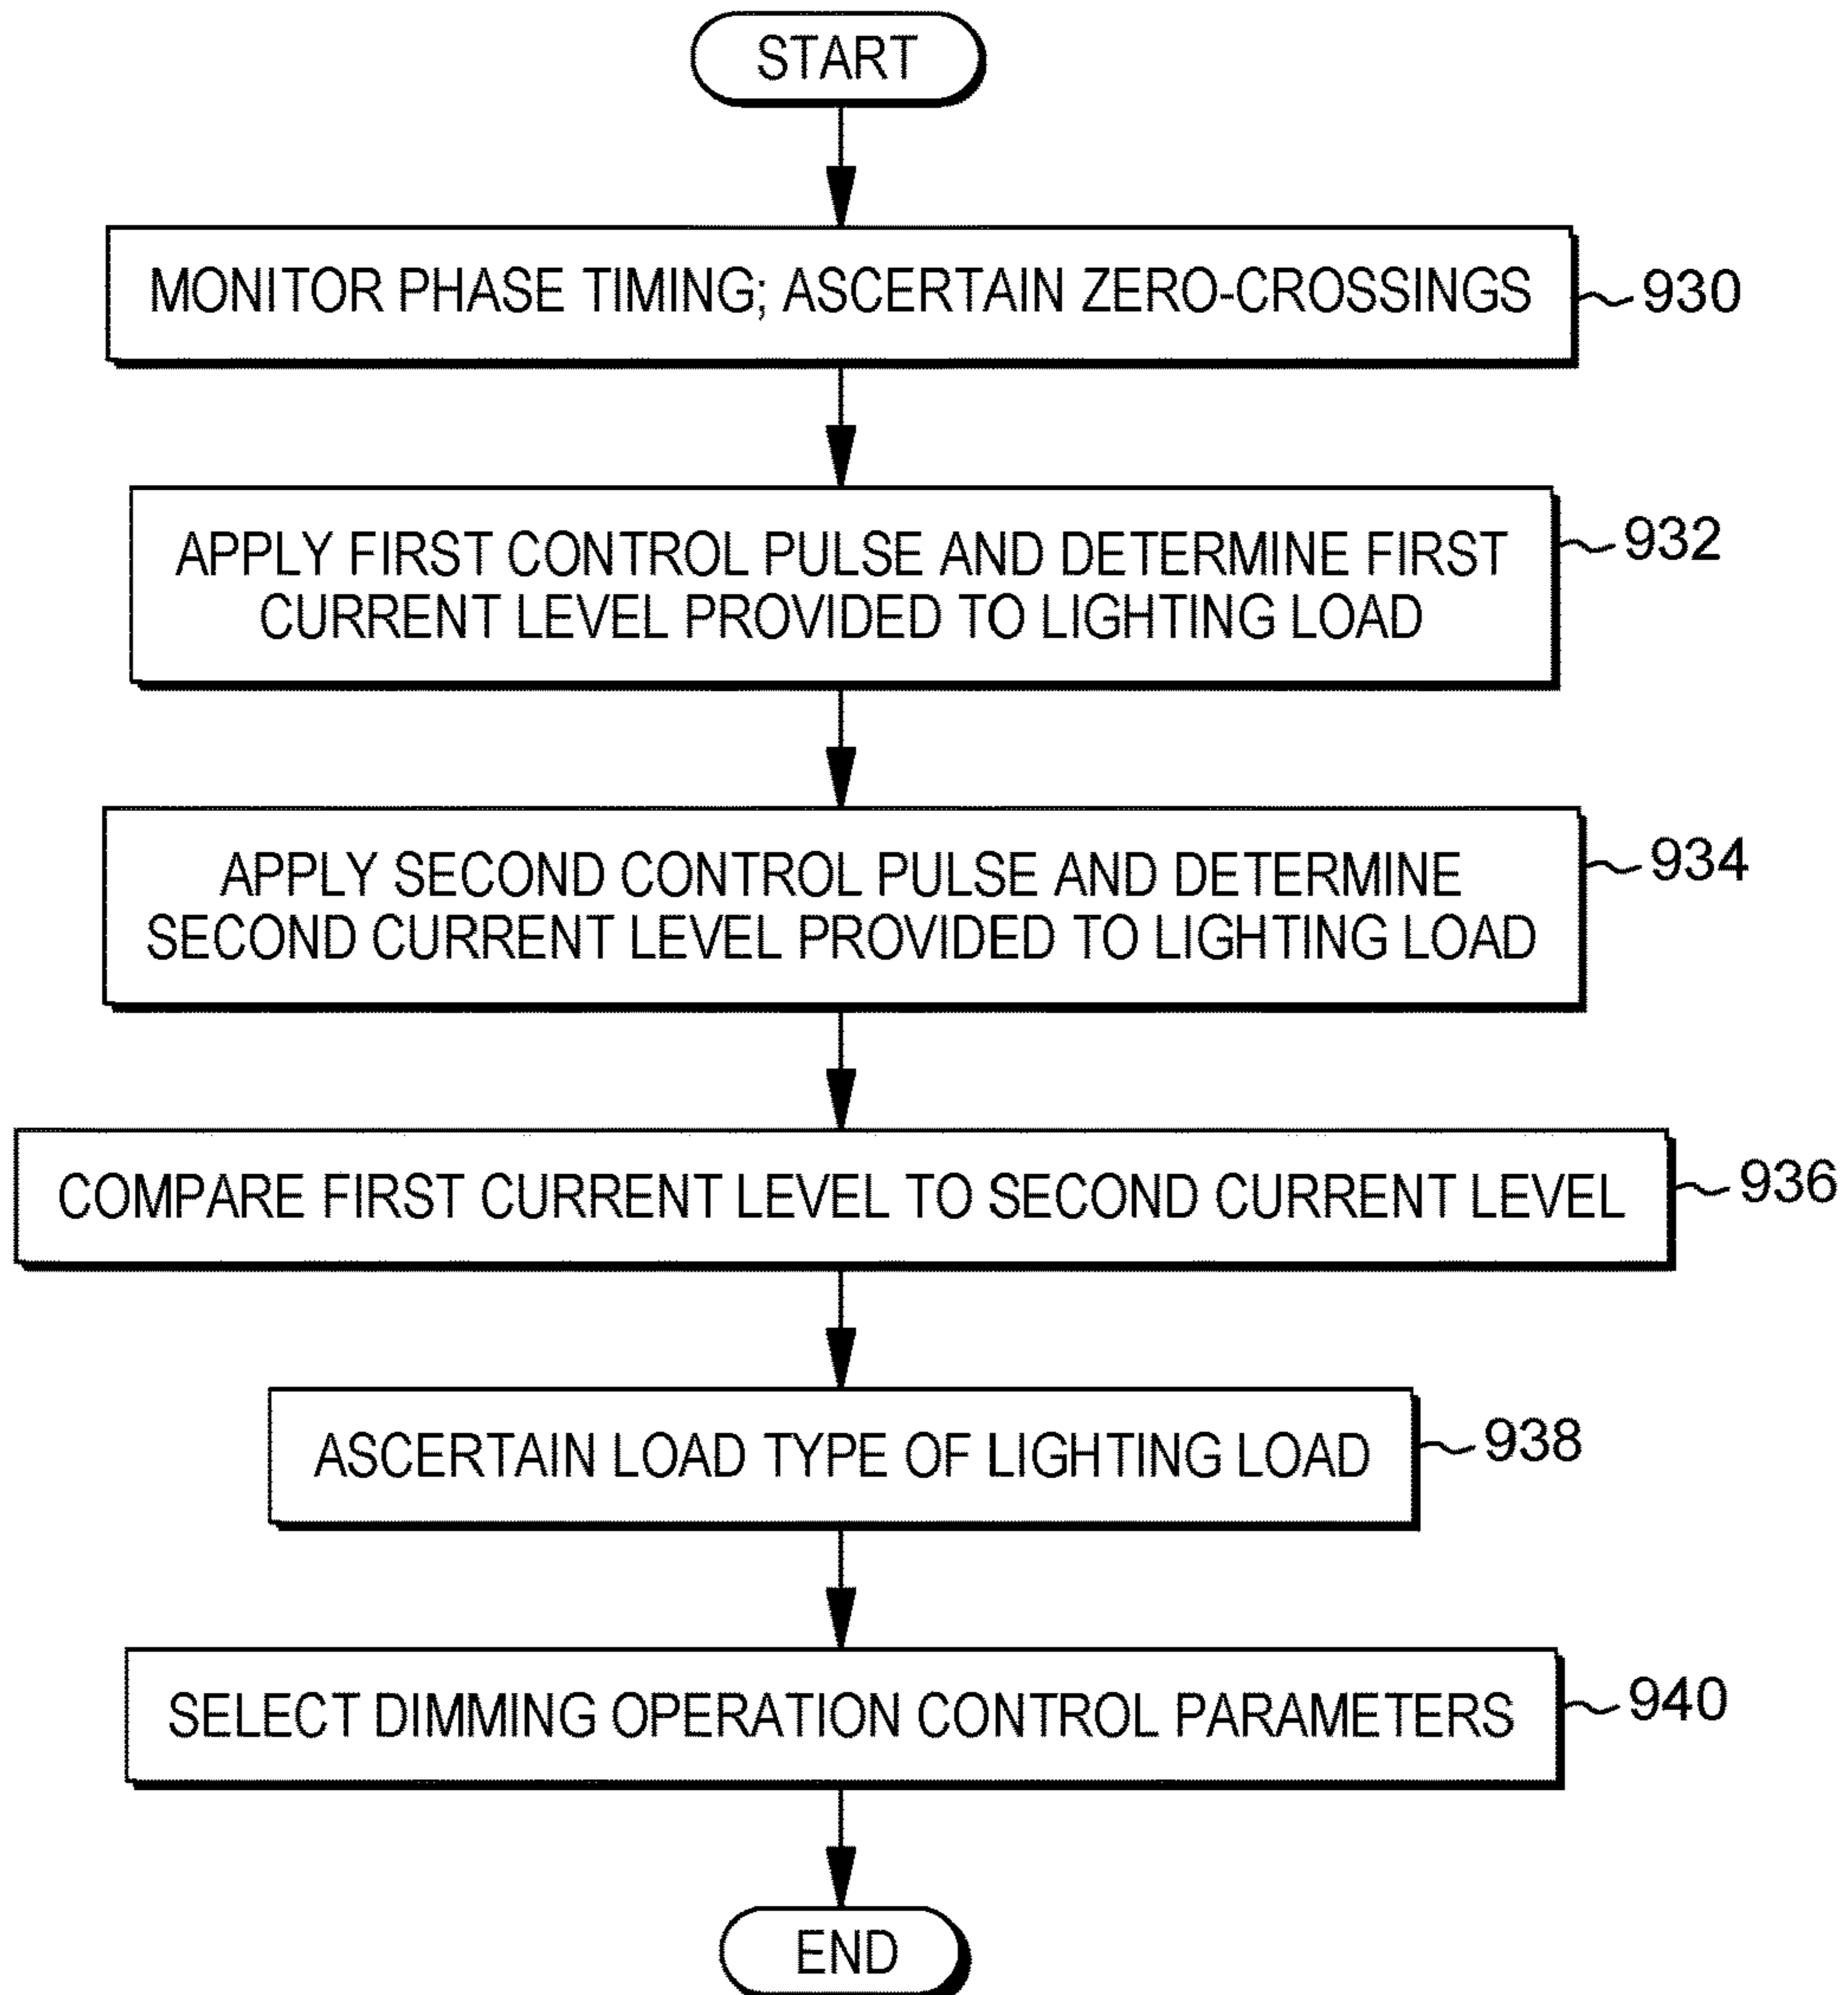 START
MONITOR PHASE TIMING; ASCERTAIN ZERO-CROSSINGS
930
APPLY FIRST CONTROL PULSE AND DETERMINE FIRST
CURRENT LEVEL PROVIDED TO LIGHTING LOAD
932
APPLY SECOND CONTROL PULSE AND DETERMINE
SECOND CURRENT LEVEL PROVIDED TO LIGHTING LOAD
934
COMPARE FIRST CURRENT LEVEL TO SECOND CURRENT LEVEL
936
ASCERTAIN LOAD TYPE OF LIGHTING LOAD
938
SELECT DIMMING OPERATION CONTROL PARAMETERS
940
END